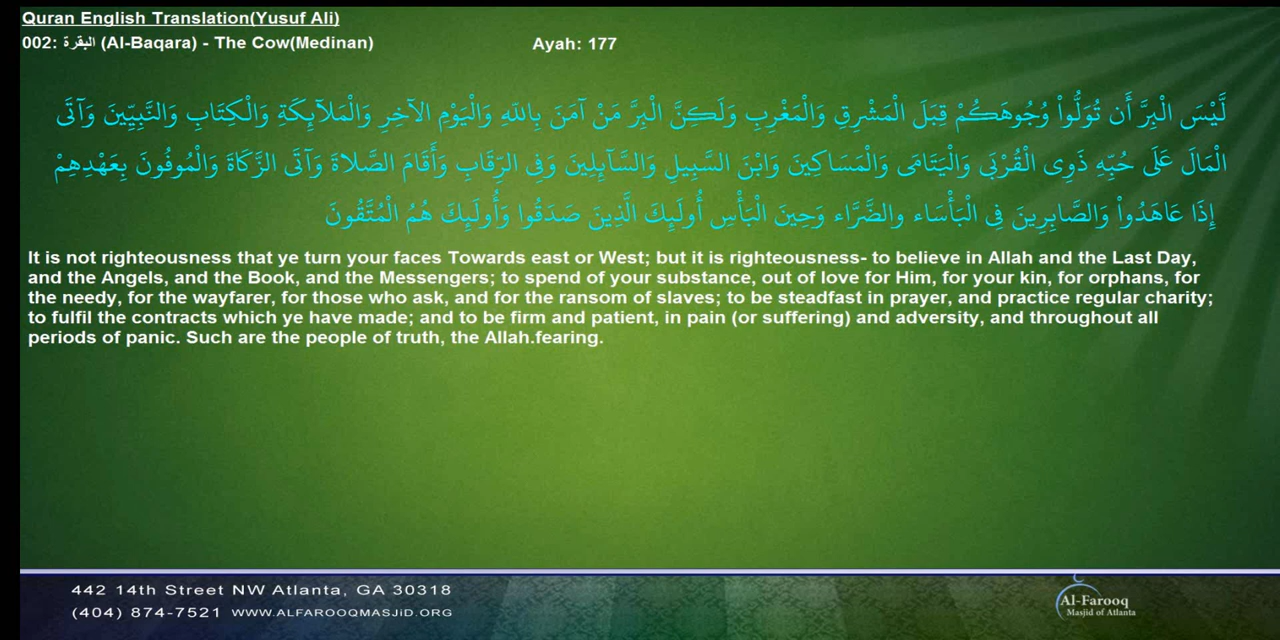 Quran English Translation(Yusuf Ali)
002: البقرة (Al-Baqara) - The Cow(Medinan)
Ayah: 177
لَّيْسَ الْبِرَّ أَن تُوَلُّواْ وُجُوهَكُمْ قِبَلَ الْمَشْرِقِ وَالْمَغْرِبِ وَلَكِنَّ الْبِرَّ مَنْ آمَنَ بِاللّهِ وَالْيَوْمِ الآخِرِ وَالْمَلآئِكَةِ وَالْكِتَابِ وَالنَّبِيِّينَ وَآتَى
الْمَالَ عَلَى حُبِّهِ ذَوِي الْقُرْبَى وَالْيَتَامَى وَالْمَسَاكِينَ وَابْنَ السَّبِيلِ وَالسَّآئِلِينَ وَفِي الرِّقَابِ وَأَقَامَ الصَّلاةَ وَآتَى الزَّكَاةَ وَالْمُوفُونَ بِعَهْدِهِمْ
إِذَا عَاهَدُواْ وَالصَّابِرِينَ فِي الْبَأْسَاء والضَّرَّاء وَحِينَ الْبَأْسِ أُولَئِكَ الَّذِينَ صَدَقُوا وَأُولَئِكَ هُمُ الْمُتَّقُونَ
It is not righteousness that ye turn your faces Towards east or West; but it is righteousness- to believe in Allah and the Last Day,
and the Angels, and the Book, and the Messengers; to spend of your substance, out of love for Him, for your kin, for orphans, for
the needy, for the wayfarer, for those who ask, and for the ransom of slaves; to be steadfast in prayer, and practice regular charity;
to fulfil the contracts which ye have made; and to be firm and patient, in pain (or suffering) and adversity, and throughout all
periods of panic. Such are the people of truth, the Allah.fearing.
442 14th Street NW Atlanta, GA 30318
(404) 874-7521 WWW.ALFAROOQMASJiD.ORG
Al-Farooq
Masjid of Atlanta